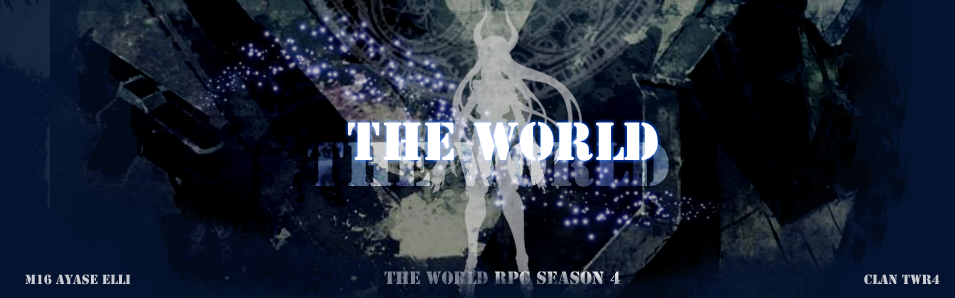 THE WORLD
THE WORLD
M16 AYASE ELLI
THE WORLD RPG SEASON 4
CLAN TWR4